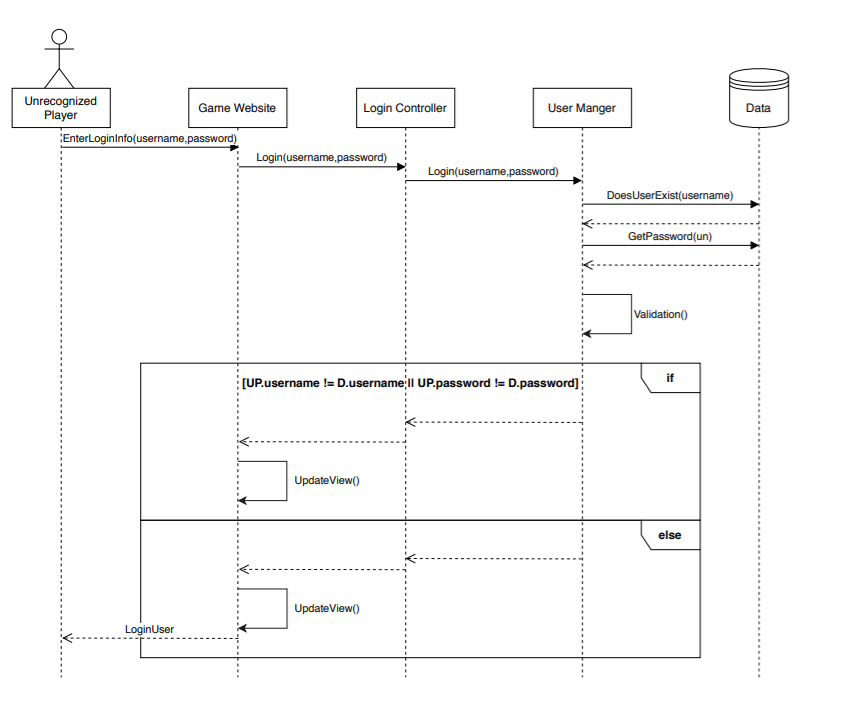 Unrecognized
Player
Game Website
Login Controller
User Manger
Data
EnterLoginInfo(username,password)
Login(username,password)
Login(username,password)
DoesUserExist(username)
GetPassword(un)
Validation()
if
[UP.username != D.username || UP.password != D.password]
UpdateView()
else
UpdateView()
LoginUser